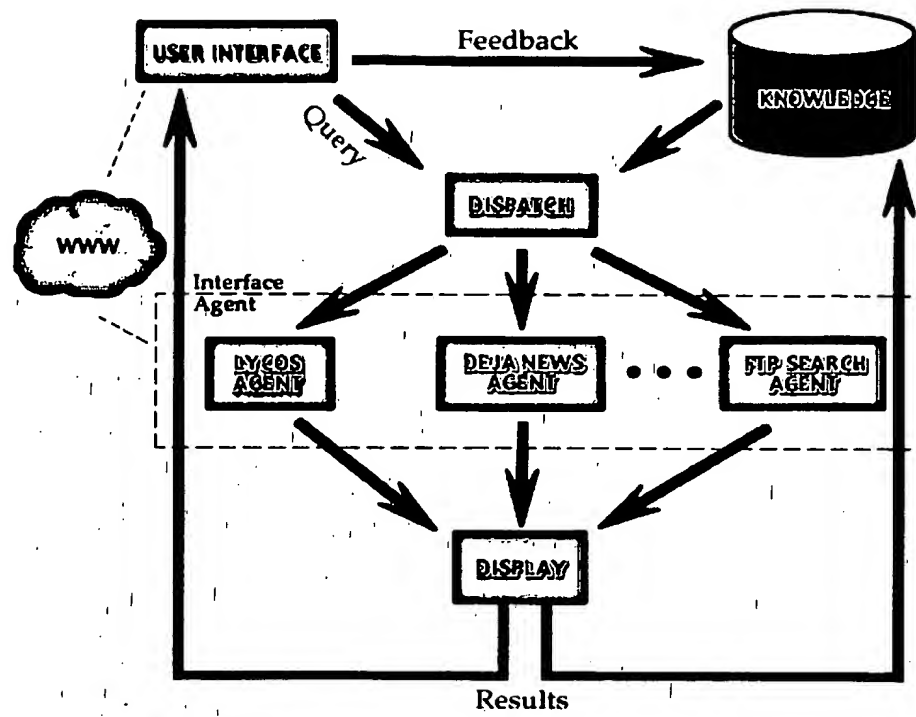 USER INTERFACE
Feedback
KNOWLEDGE
Query
DISPATCH
WWW
Interface
Agent
LYCOS
AGENT
DEJA NEWS
AGENT
FTP SEARCH
AGENT
DISPLAY
Results